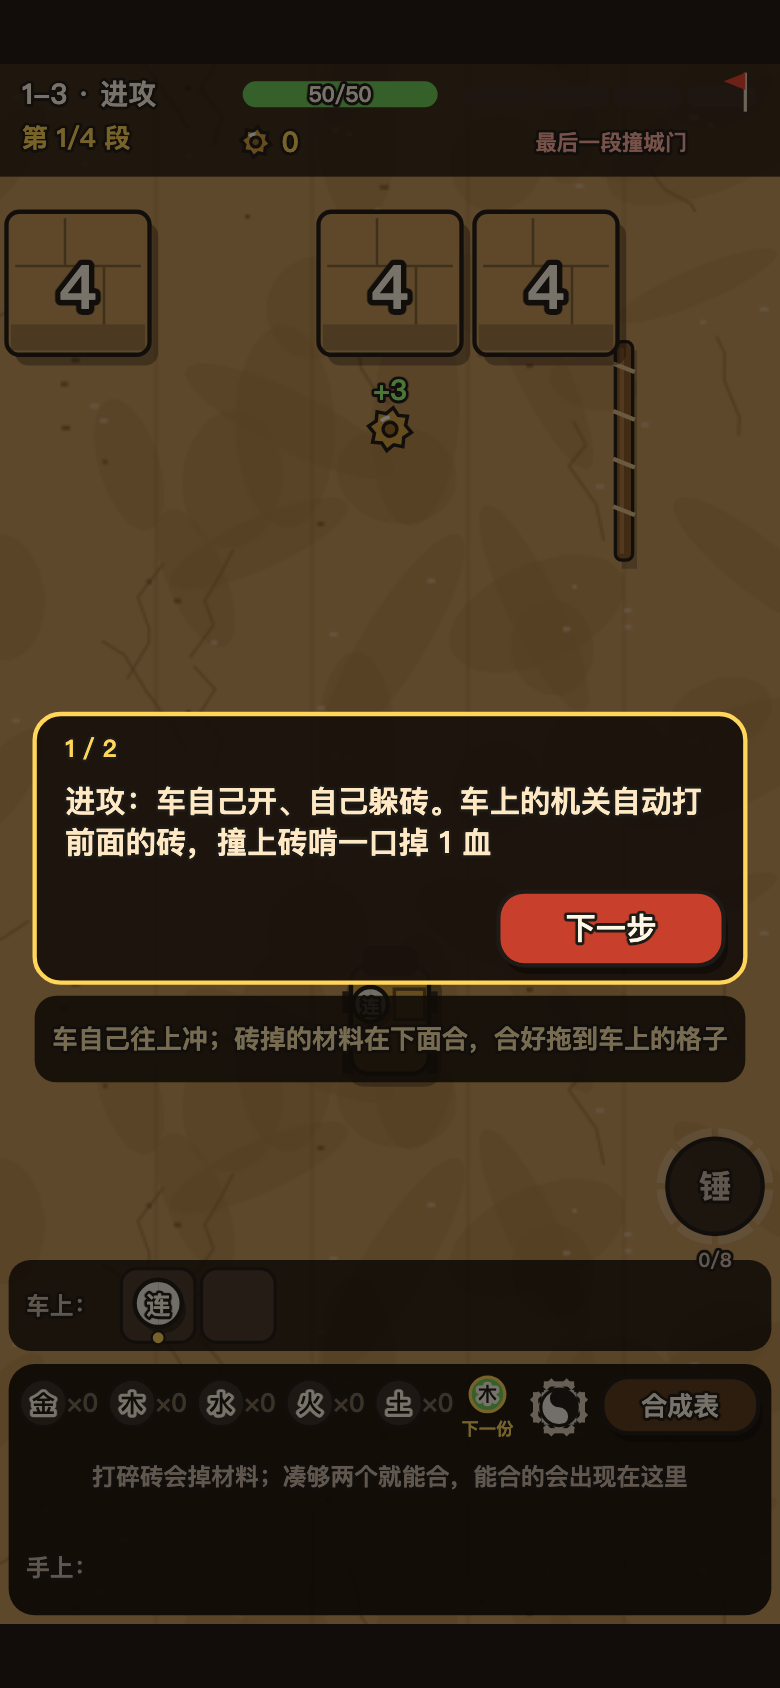 1–3 · 进攻
50/50
第 1/4 段
0
最后一段撞城门
4
4
4
+3
1 / 2
进攻：车自己开、自己躲砖。车上的机关自动打
前面的砖，撞上砖啃一口掉 1 血
下一步
连
车自己往上冲；砖掉的材料在下面合，合好拖到车上的格子
锤
0/8
车上：
连
金 ×0 木 ×0 水 ×0 火 ×0 土 ×0 木
下一份
合成表
打碎砖会掉材料；凑够两个就能合，能合的会出现在这里
手上：